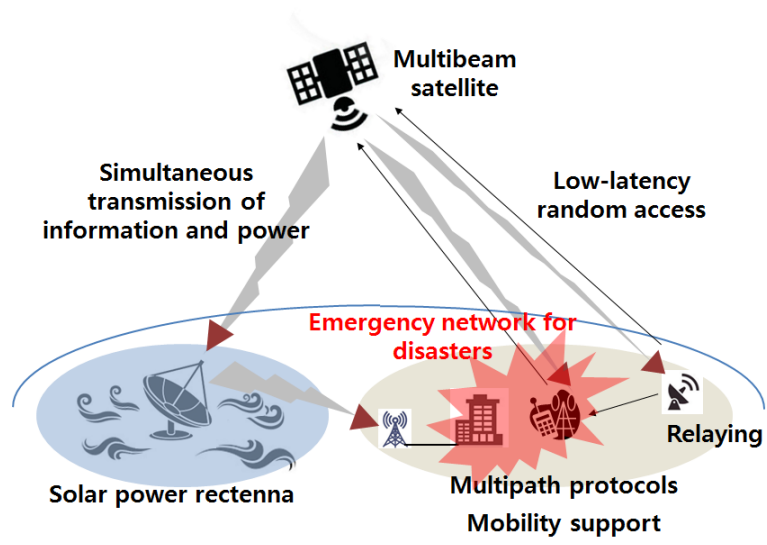 Multibeam
satellite
Simultaneous
transmission of
information and power
Low-latency
random access
Emergency network for
disasters
Relaying
Solar power rectenna
Multipath protocols
Mobility support